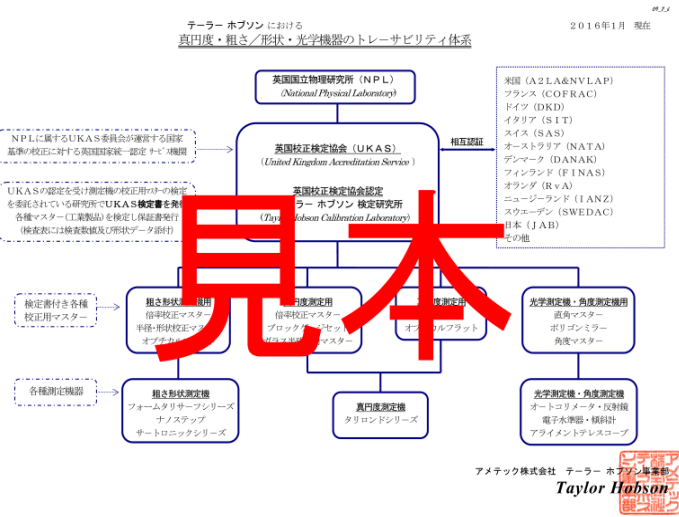 テーラー ホブソン における
2016年1月 現在
真円度・粗さ／形状・光学機器のトレーサビリティ体系
英国国立物理研究所（NPL）
(National Physical Laboratory)
NPLに属するUKAS委員会が運営する国家
基準の校正に対する英国国家統一認定 ｻｰﾋﾞｽ機関
英国校正検定協会（UKAS）
（United Kingdom Accreditation Service ）
相互認証
米国（A2LA&NVLAP）
フランス（COFRAC）
ドイツ（DKD）
イタリア（SIT）
スイス（SAS）
オーストラリア（NATA）
デンマーク（DANAK）
フィンランド（FINAS）
オランダ（RvA）
ニュージーランド（IANZ）
スウエーデン（SWEDAC）
日本（JAB）
その他
UKASの認定を受け測定機の校正用ﾏｽﾀｰの検定
を委託されている研究所でUKAS検定書を発
各種マスター(工業製品)を検定し保証書発行
(検査表には検査数値及び形状データ添付)
英国校正検定協会認定
ラー ホブソン 検定研究所
Hobson Calibration Laboratory)
見本
検定書付き各種
校正用マスター
粗さ形状測定機用
倍率校正マスター
半径・形状校正マス
オプチカル
円度測定用
倍率校正マスター
ブロックゲージセット
マスター
度測定用
オプチカルフラット
光学測定機・角度測定機用
直角マスター
ポリゴンミラー
角度マスター
各種測定機器
粗さ形状測定機
フォームタリサーフシリーズ
ナノステップ
サートロニックシリーズ
真円度測定機
タリロンドシリーズ
光学測定機・角度測定機
オートコリメータ・反射鏡
電子水準器・傾斜計
アライメントテレスコープ
アメテック株式会社 テーラー ホブソン事業部
Taylor Hobson